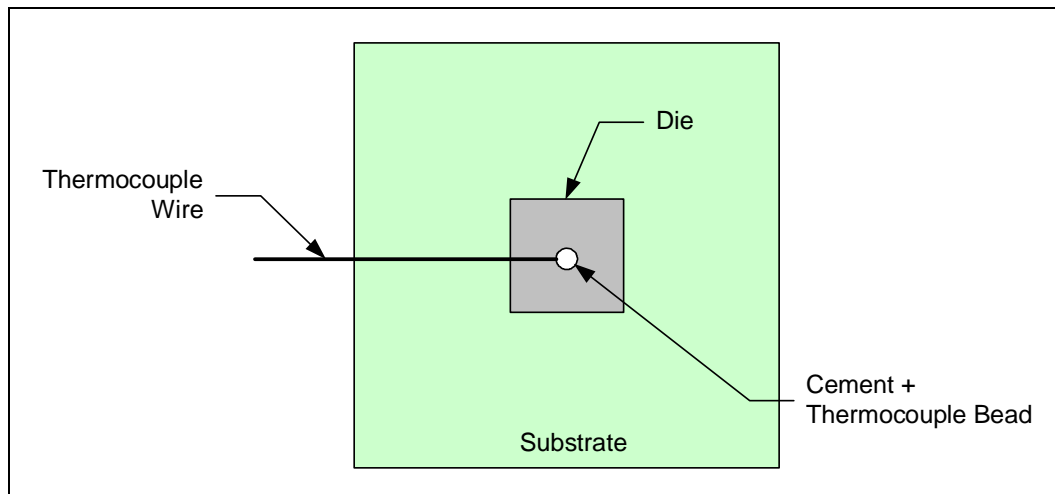 Die
Thermocouple
Wire
Cement +
Thermocouple Bead
Substrate